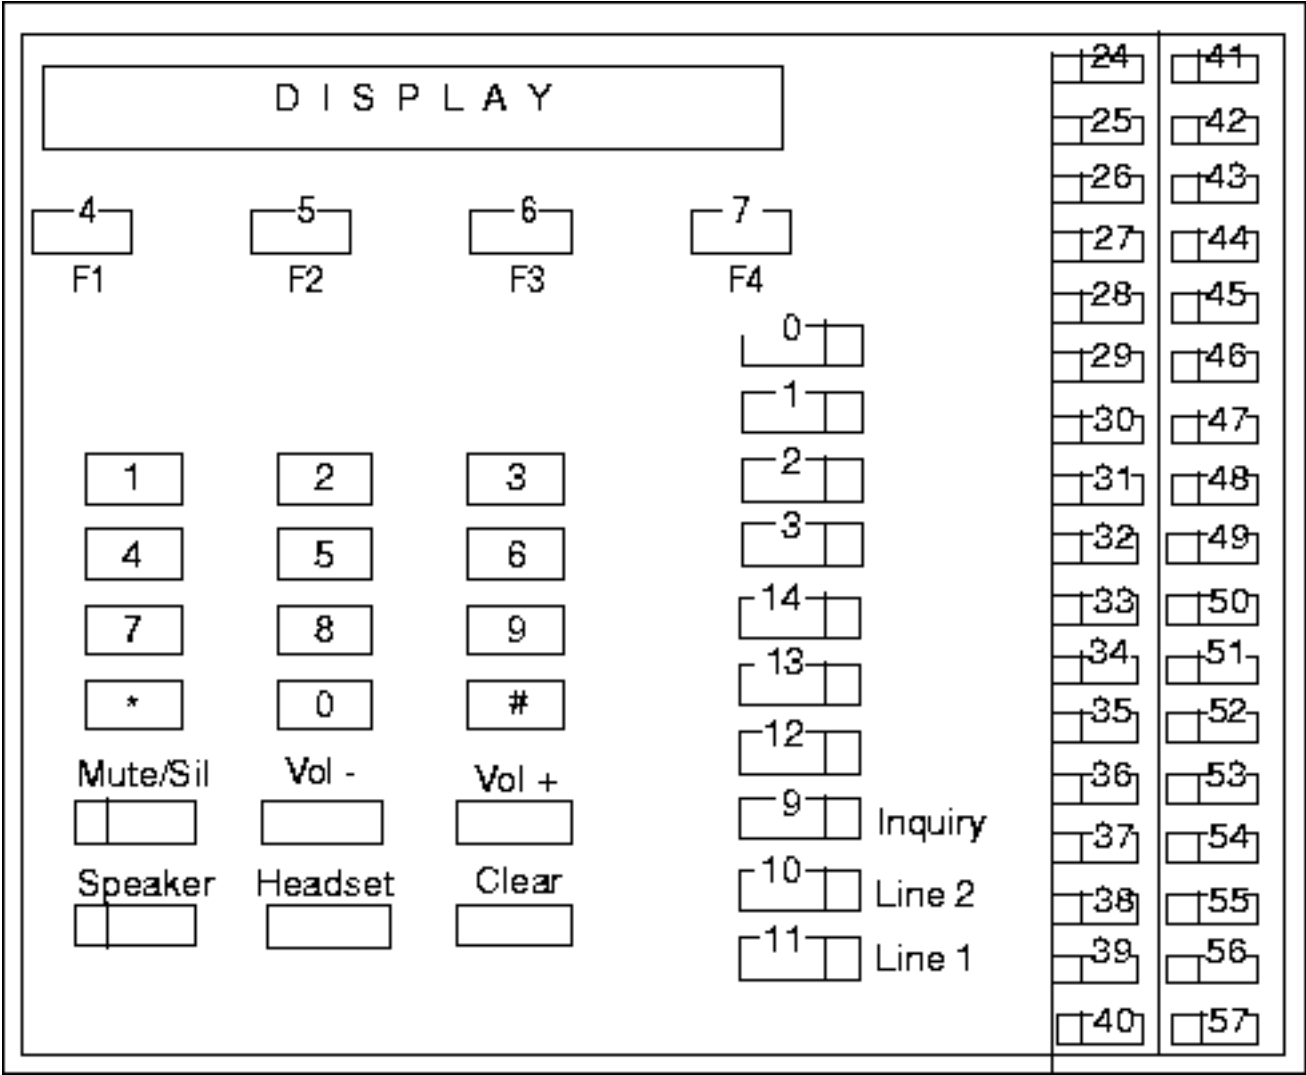 DISPLAY
4 5 6 7
F1 F2 F3 F4
0
1
2
3
14
13
12
9 Inquiry
10 Line 2
11 Line 1
1 2 3
4 5 6
7 8 9
* 0 #
Mute/Sil Vol - Vol +
Speaker Headset Clear
24 41
25 42
26 43
27 44
28 45
29 46
30 47
31 48
32 49
33 50
34 51
35 52
36 53
37 54
38 55
39 56
40 57